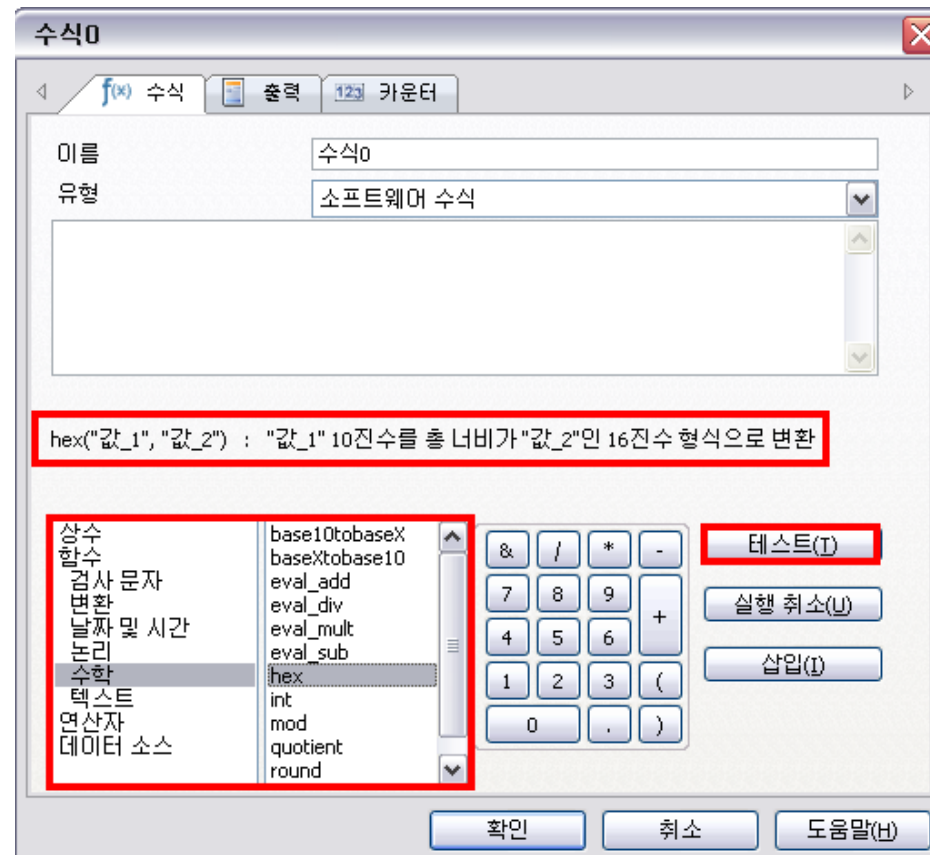 수식0
f(x) 수식
출력
123 카운터
이름
수식0
유형
소프트웨어 수식
hex("값_1", "값_2") : "값_1" 10진수를 총 너비가 "값_2"인 16진수 형식으로 변환
상수
함수
검사 문자
변환
날짜 및 시간
논리
수학
텍스트
연산자
데이터 소스
base10tobaseX
baseXtobase10
eval_add
eval_div
eval_mult
eval_sub
hex
int
mod
quotient
round
& / * -
7 8 9 +
4 5 6
1 2 3 (
0 . )
테스트(T)
실행 취소(U)
삽입(I)
확인
취소
도움말(H)